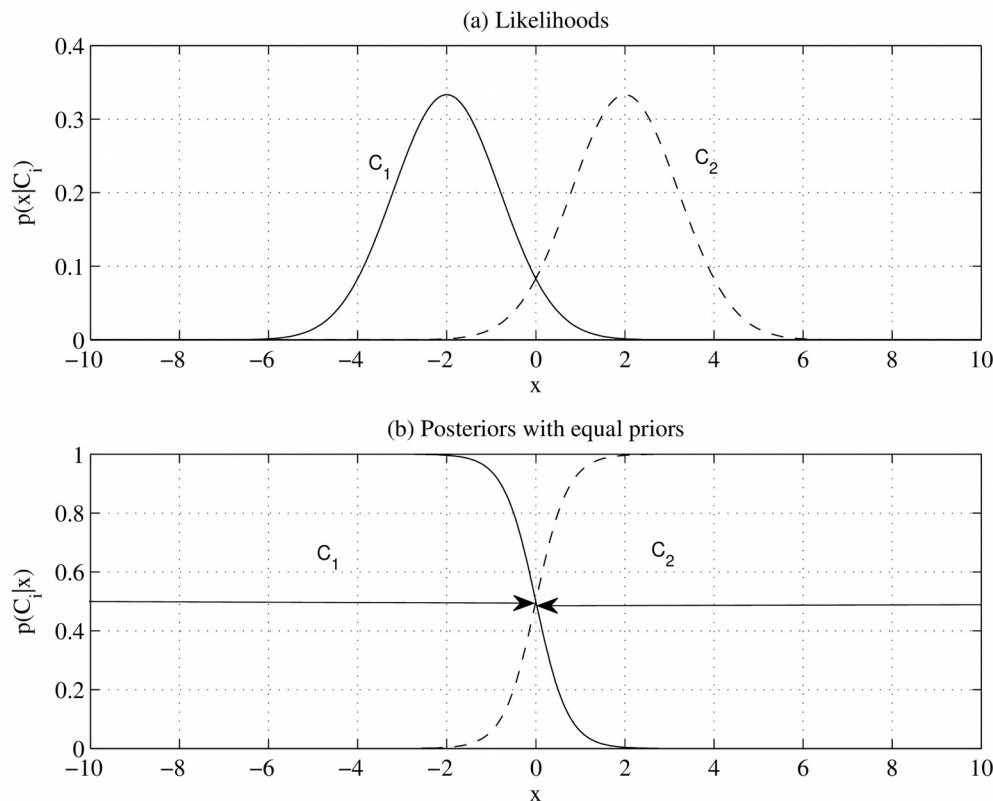 (a) Likelihoods
0.4
0.3
0.2
0.1
0
p(x|C_i)
C_1
C_2
−10 −8 −6 −4 −2 0 2 4 6 8 10
x
(b) Posteriors with equal priors
1
0.8
0.6
0.4
0.2
0
p(C_i|x)
C_1
C_2
−10 −8 −6 −4 −2 0 2 4 6 8 10
x